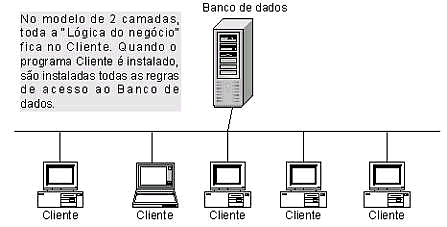 Banco de dados
No modelo de 2 camadas,
toda a "Lógica do negócio"
fica no Cliente. Quando o
programa Cliente é instalado,
são instaladas todas as regras
de acesso ao Banco de
dados.
Cliente
Cliente
Cliente
Cliente
Cliente